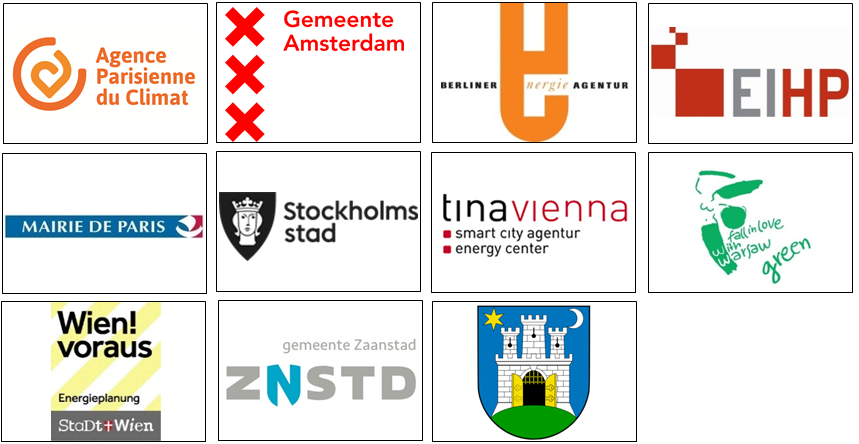 Agence
Parisienne
du Climat
Gemeente
Amsterdam
BERLINER energie AGENTUR
EIHP
MAIRIE DE PARIS
Stockholms
stad
tinavienna
smart city agentur
energy center
fall in love
with
warsaw
green
Wien!
voraus
Energieplanung
StaDt Wien
gemeente Zaanstad
ZNSTD